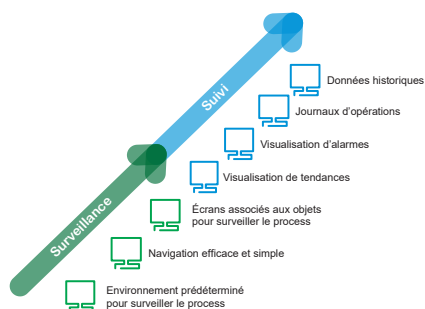 Données historiques
Journaux d'opérations
Suivi
Visualisation d'alarmes
Visualisation de tendances
Écrans associés aux objets
pour surveiller le process
Surveillance
Navigation efficace et simple
Environnement prédéterminé
pour surveiller le process